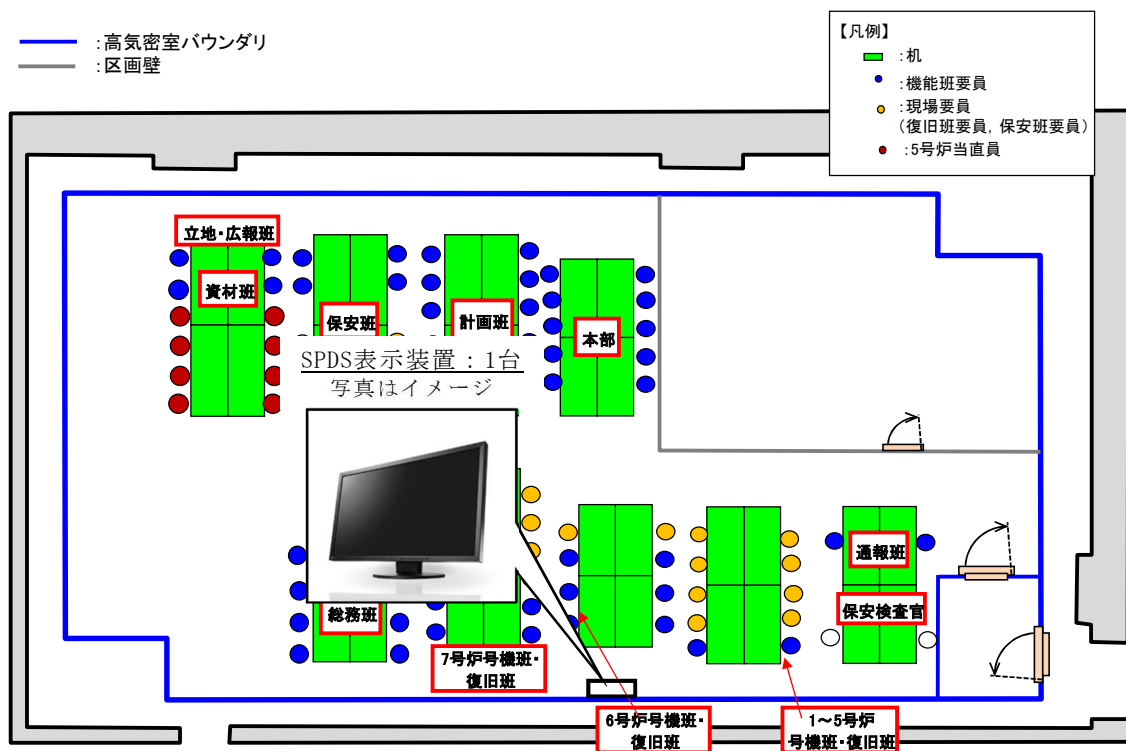 :高気密室バウンダリ
:区画壁
【凡例】
:机
:機能班要員
:現場要員
(復旧班要員, 保安班要員)
:5号炉当直員
立地・広報班
資材班
保安班
計画班
本部
SPDS表示装置:1台
写真はイメージ
通報班
保安検査官
総務班
7号炉号機班・
復旧班
6号炉号機班・
復旧班
1～5号炉
号機班・復旧班